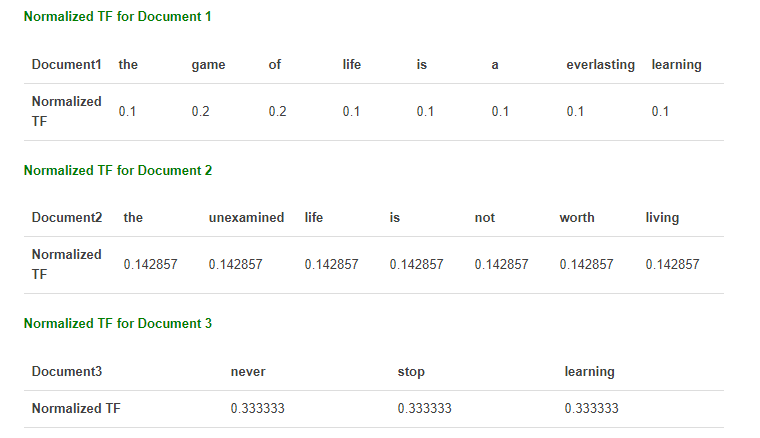 Normalized TF for Document 1
Document1 the game of life is a everlasting learning
Normalized TF 0.1 0.2 0.2 0.1 0.1 0.1 0.1 0.1
Normalized TF for Document 2
Document2 the unexamined life is not worth living
Normalized TF 0.142857 0.142857 0.142857 0.142857 0.142857 0.142857 0.142857
Normalized TF for Document 3
Document3 never stop learning
Normalized TF 0.333333 0.333333 0.333333